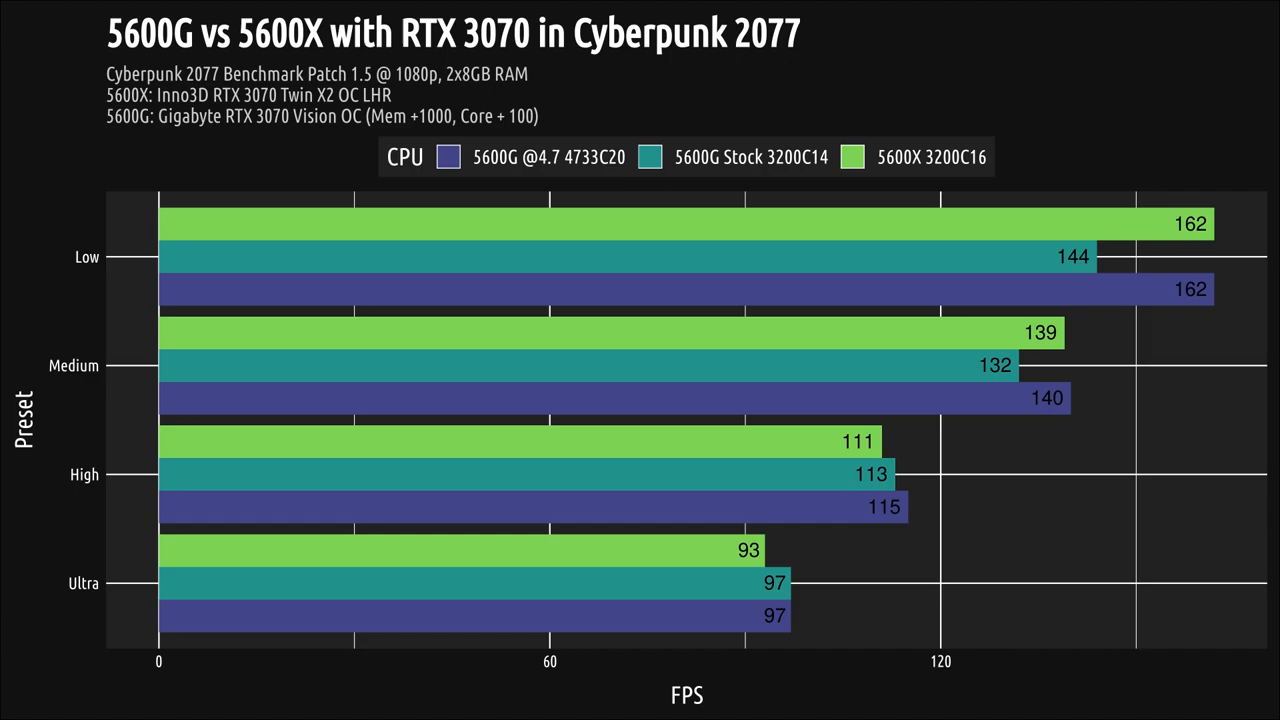 5600G vs 5600X with RTX 3070 in Cyberpunk 2077
Cyberpunk 2077 Benchmark Patch 1.5 @ 1080p, 2x8GB RAM
5600X: Inno3D RTX 3070 Twin X2 OC LHR
5600G: Gigabyte RTX 3070 Vision OC (Mem +1000, Core + 100)
CPU 5600G @4.7 4733C20 5600G Stock 3200C14 5600X 3200C16
162
Low 144
162
139
Medium 132
140
Preset
111
High 113
115
93
Ultra 97
97
0 60 120
FPS